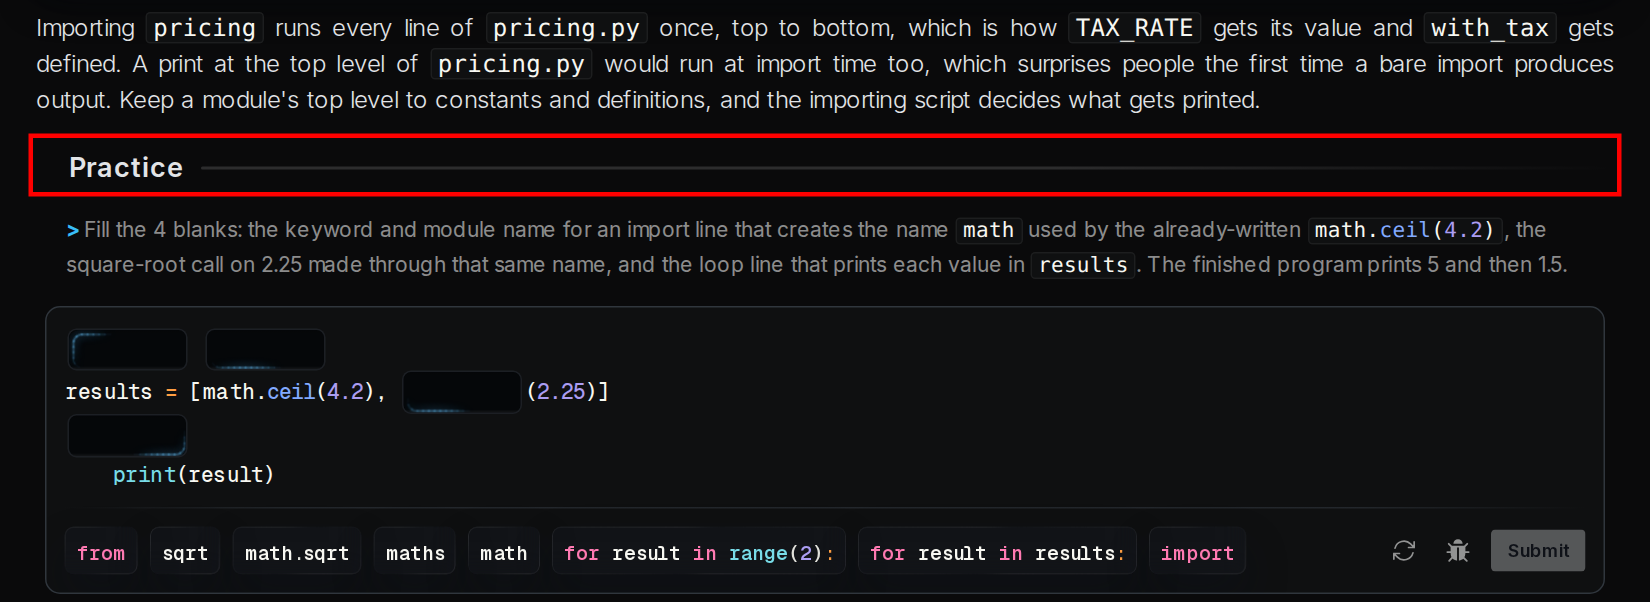 Importing pricing runs every line of pricing.py once, top to bottom, which is how TAX_RATE gets its value and with_tax gets
defined. A print at the top level of pricing.py would run at import time too, which surprises people the first time a bare import produces
output. Keep a module's top level to constants and definitions, and the importing script decides what gets printed.
Practice
> Fill the 4 blanks: the keyword and module name for an import line that creates the name math used by the already-written math.ceil(4.2), the
square-root call on 2.25 made through that same name, and the loop line that prints each value in results. The finished program prints 5 and then 1.5.
results = [math.ceil(4.2), (2.25)]
print(result)
from sqrt math.sqrt maths math for result in range(2): for result in results: import Submit